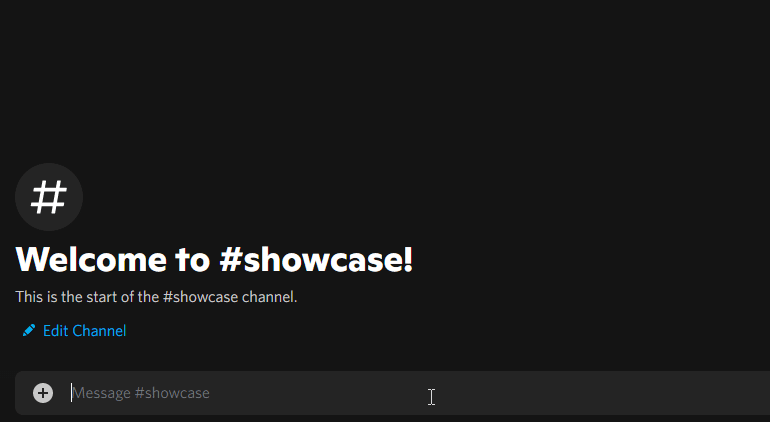 #
Welcome to #showcase!
This is the start of the #showcase channel.
Edit Channel
Message #showcase